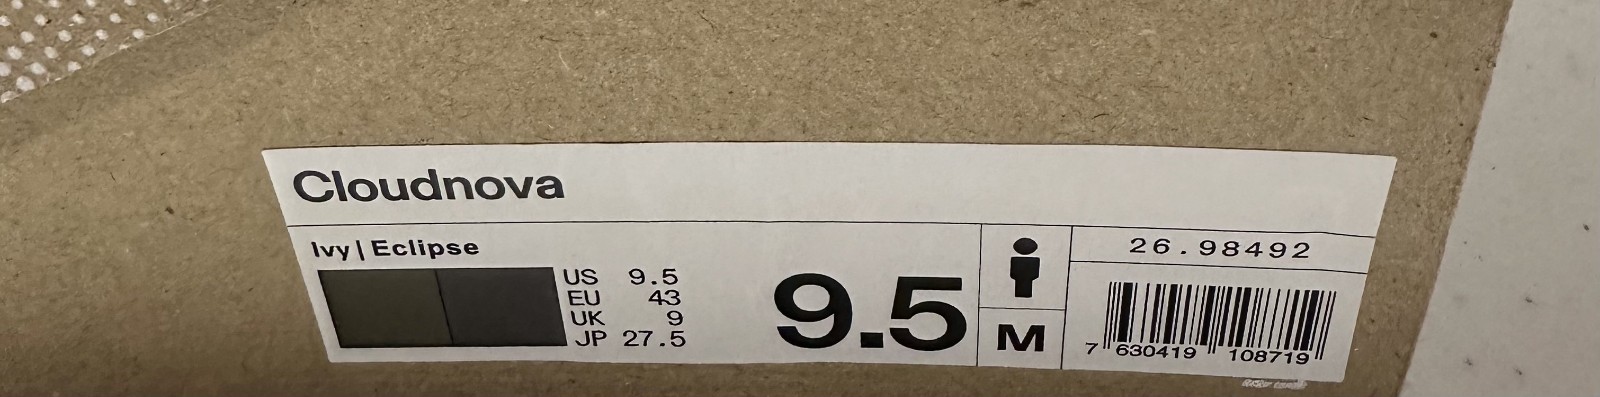 Cloudnova
Ivy | Eclipse
US 9.5
EU 43
UK 9
JP 27.5
9.5
M
26.98492
7 630419 108719